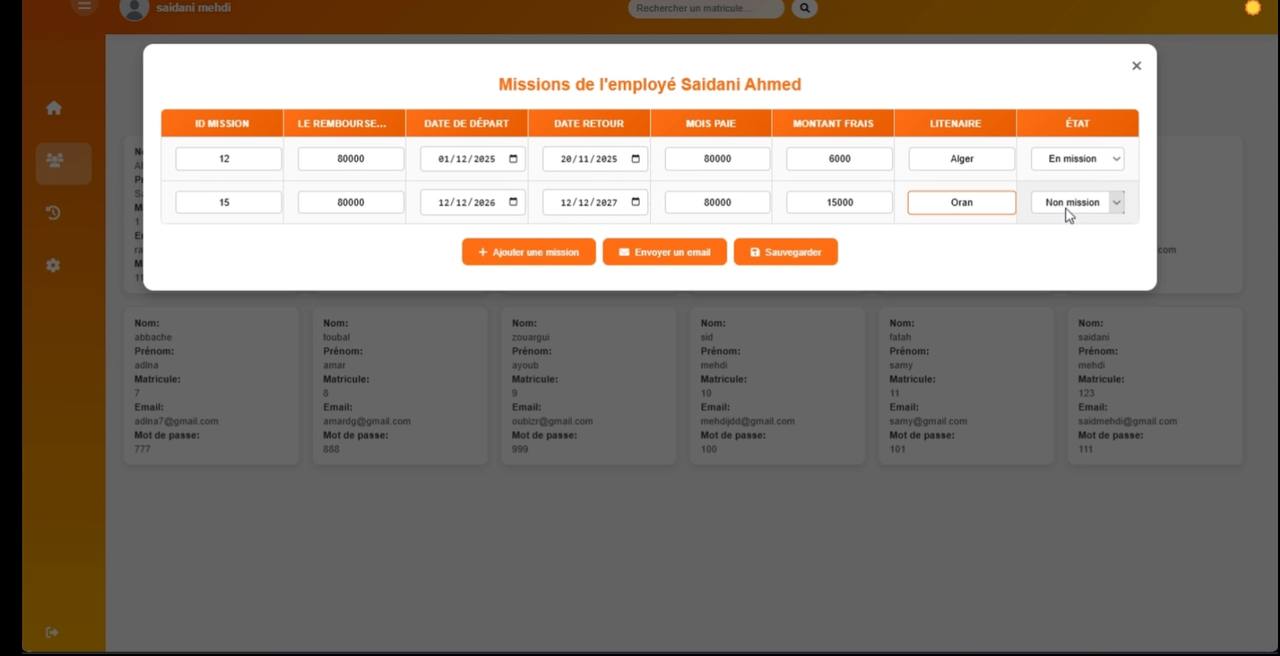 saidani mehdi
Rechercher un matricule...
×
Missions de l'employé Saidani Ahmed
ID MISSION LE REMBOURSE... DATE DE DÉPART DATE RETOUR MOIS PAIE MONTANT FRAIS LITENAIRE ÉTAT
12 80000 01/12/2025 20/11/2025 80000 6000 Alger En mission
15 80000 12/12/2026 12/12/2027 80000 15000 Oran Non mission
+ Ajouter une mission Envoyer un email Sauvegarder
com
Nom: Nom: Nom: Nom: Nom: Nom:
abbache toubal zouargui sid fatah saidani
Prénom: Prénom: Prénom: Prénom: Prénom: Prénom:
adlna amar ayoub mehdi samy mehdi
Matricule: Matricule: Matricule: Matricule: Matricule: Matricule:
7 8 9 10 11 123
Email: Email: Email: Email: Email: Email:
adlna7@gmail.com amardg@gmail.com oubizr@gmail.com mehdijdd@gmail.com samy@gmail.com saidmehdi@gmail.com
Mot de passe: Mot de passe: Mot de passe: Mot de passe: Mot de passe: Mot de passe:
777 888 999 100 101 111